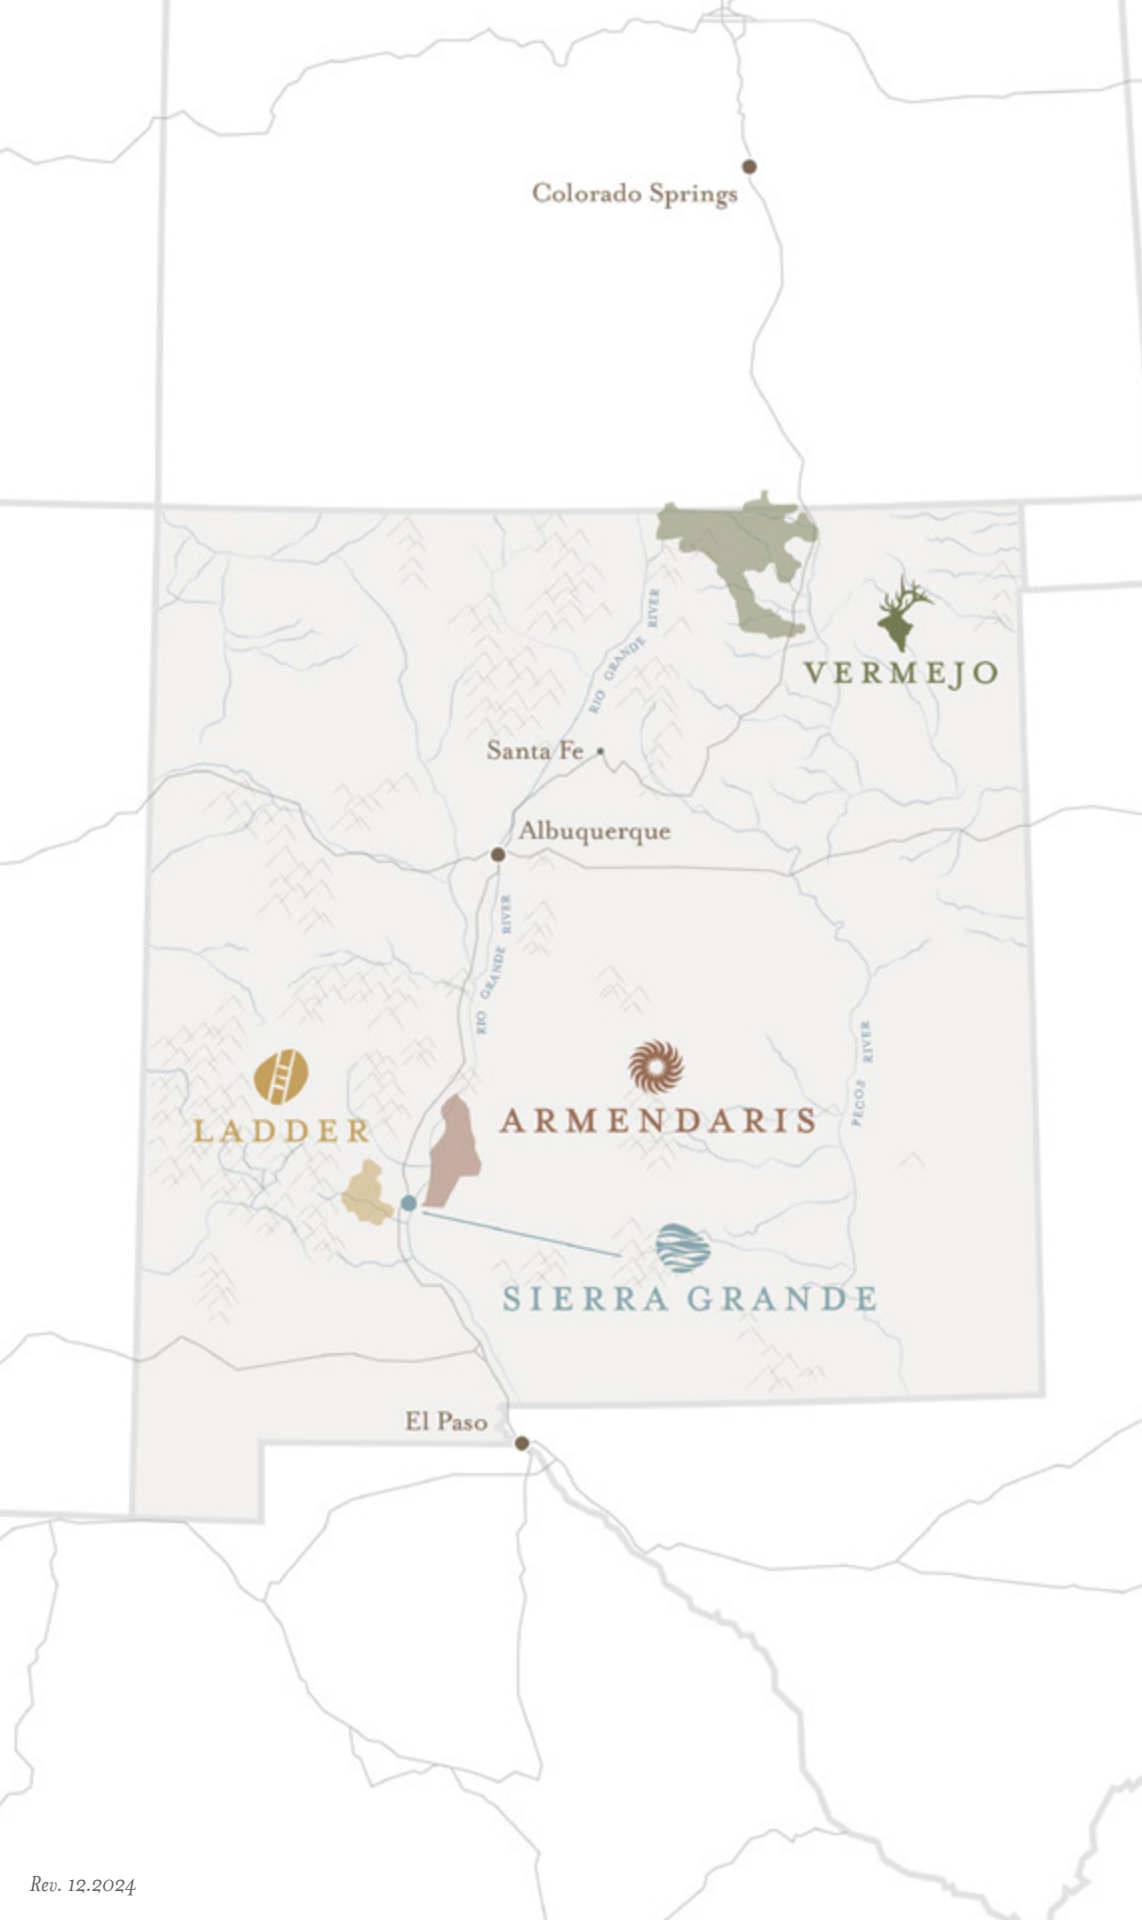 Colorado Springs
RIO GRANDE RIVER
VERMEJO
Santa Fe
Albuquerque
RIO GRANDE RIVER
PECOS RIVER
LADDER
ARMENDARIS
SIERRA GRANDE
El Paso
Rev. 12.2024